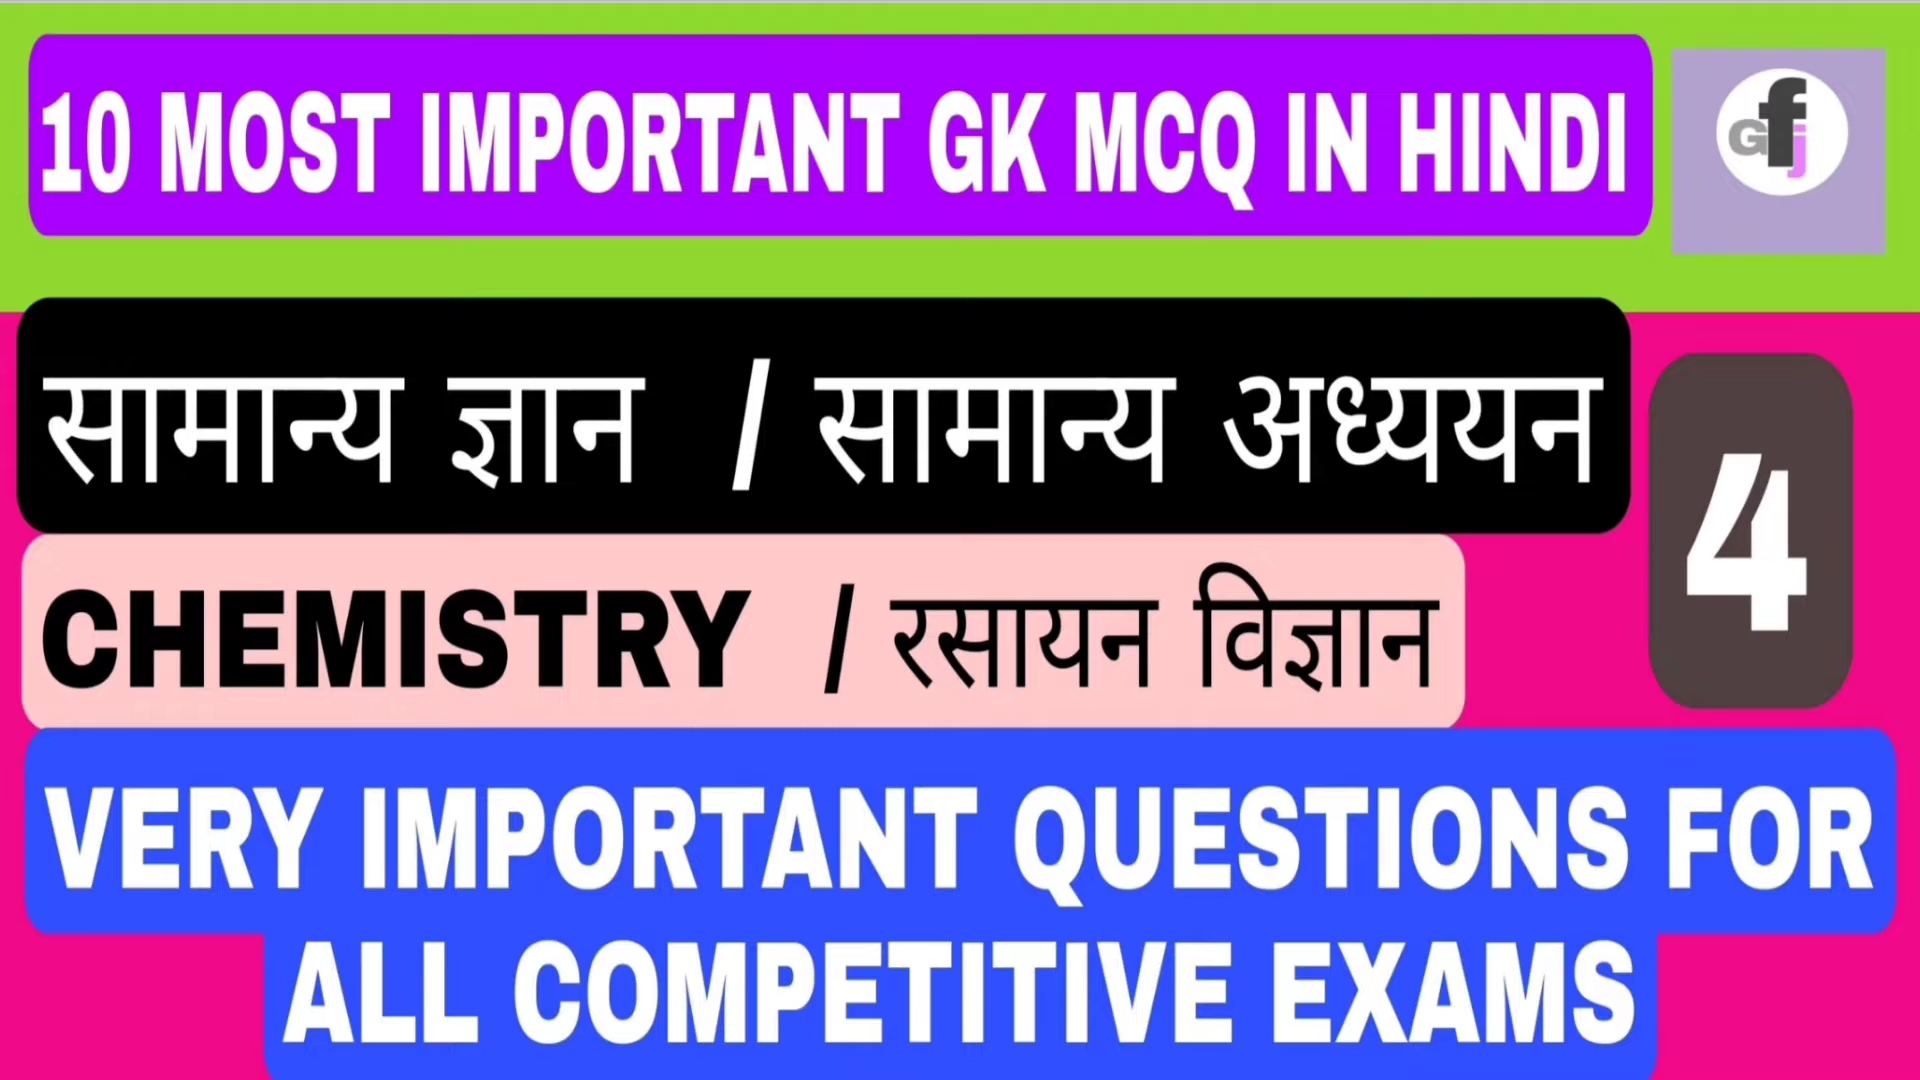 10 MOST IMPORTANT GK MCQ IN HINDI
Gfj
सामान्य ज्ञान / सामान्य अध्ययन
4
CHEMISTRY / रसायन विज्ञान
VERY IMPORTANT QUESTIONS FOR
ALL COMPETITIVE EXAMS